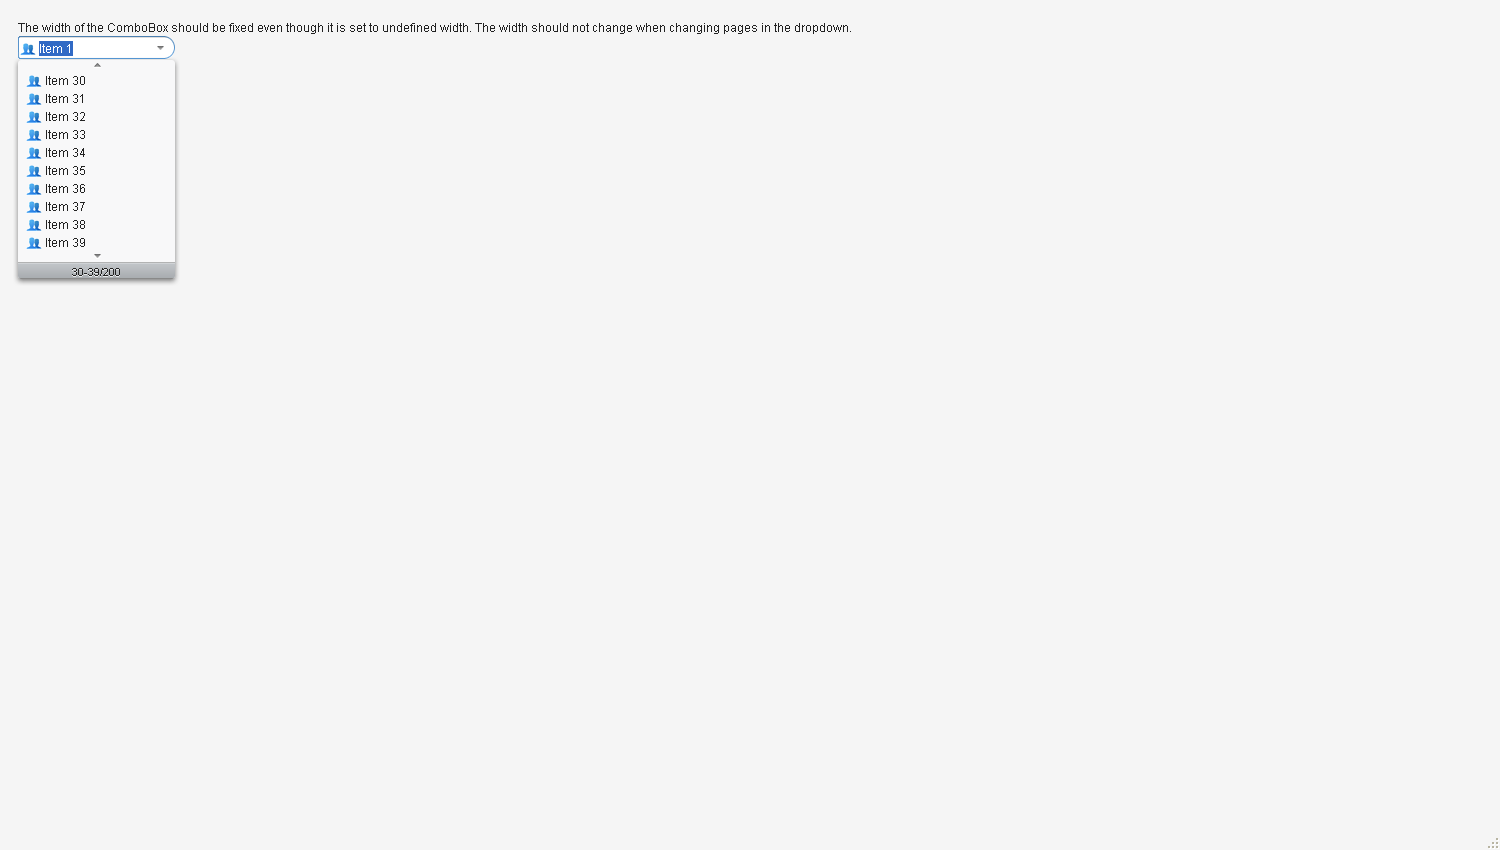 The width of the ComboBox should be fixed even though it is set to undefined width. The width should not change when changing pages in the dropdown.
Item 1
Item 30
Item 31
Item 32
Item 33
Item 34
Item 35
Item 36
Item 37
Item 38
Item 39
30-39/200